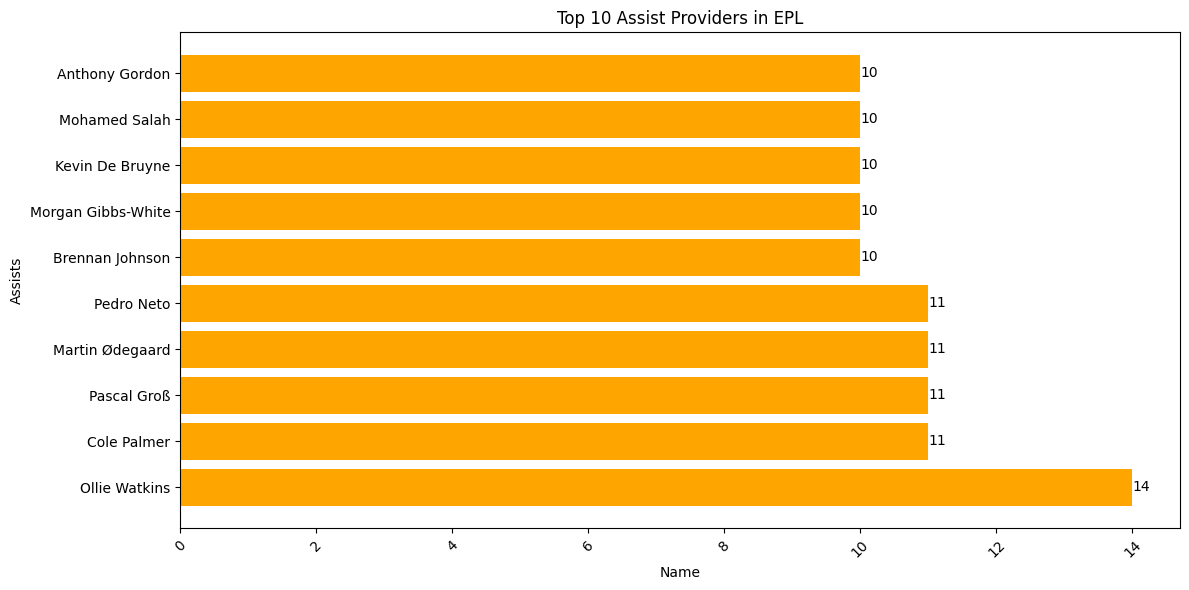 Top 10 Assist Providers in EPL
Anthony Gordon 10
Mohamed Salah 10
Kevin De Bruyne 10
Morgan Gibbs-White 10
Brennan Johnson 10
Pedro Neto 11
Martin Ødegaard 11
Pascal Groß 11
Cole Palmer 11
Ollie Watkins 14
Assists
0 2 4 6 8 10 12 14
Name